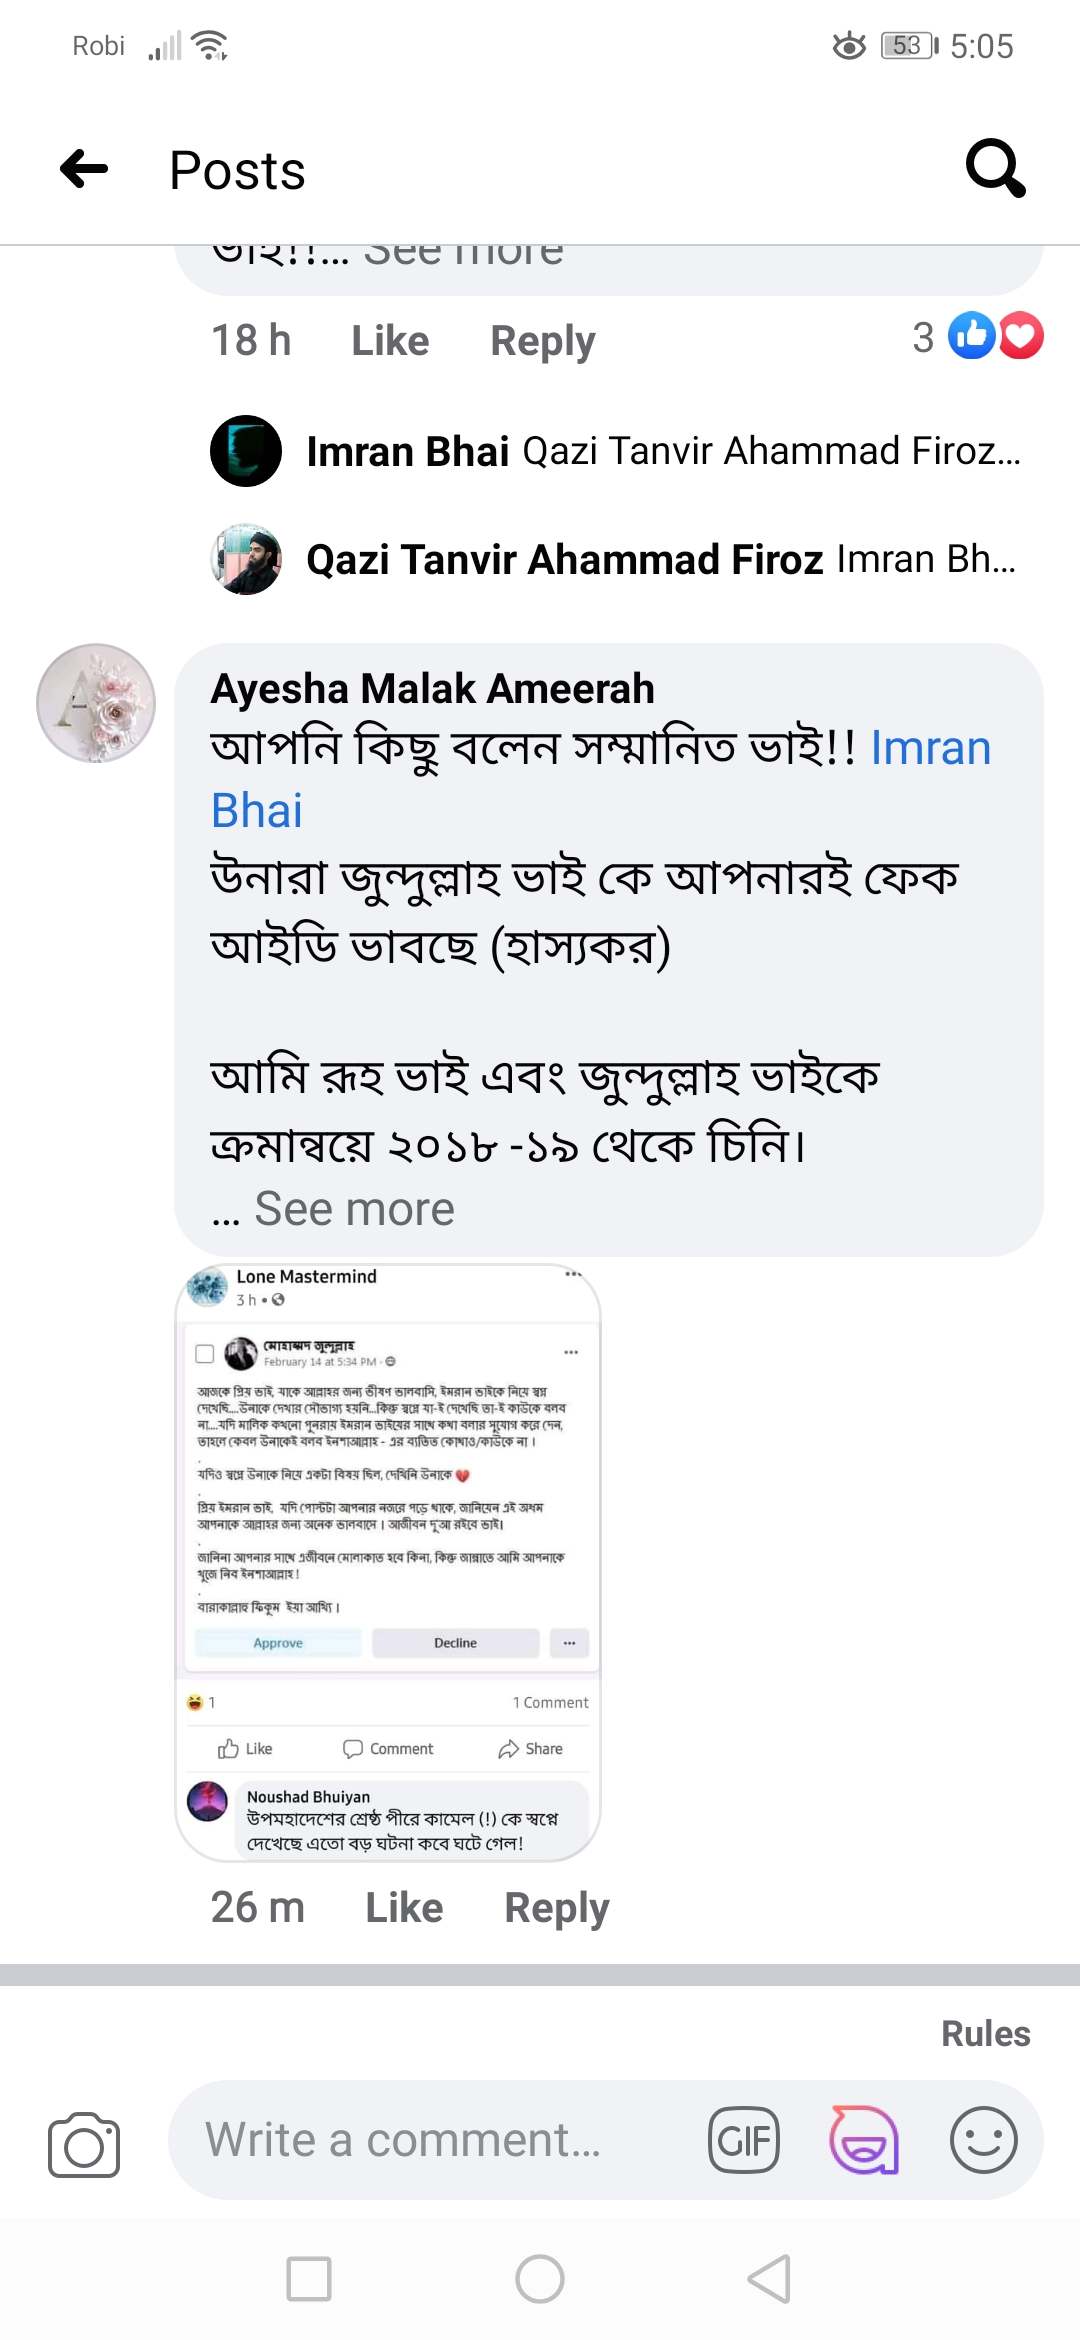 Robi
53
5:05
Posts
ভাই!!... See more
18 h Like Reply 3
Imran Bhai Qazi Tanvir Ahammad Firoz...
Qazi Tanvir Ahammad Firoz Imran Bh...
Ayesha Malak Ameerah
আপনি কিছু বলেন সম্মানিত ভাই!! Imran
Bhai
উনারা জুন্দুল্লাহ ভাই কে আপনারই ফেক
আইডি ভাবছে (হাস্যকর)
আমি রূহ ভাই এবং জুন্দুল্লাহ ভাইকে
ক্রমান্বয়ে ২০১৮ -১৯ থেকে চিনি।
... See more
Lone Mastermind
3 h
মোহাম্মদ জুন্দুল্লাহ
February 14 at 5:34 PM
আজকে প্রিয় ভাই, যাকে আল্লাহর জন্য ভীষণ ভালবাসি, ইমরান ভাইকে নিয়ে স্বপ্ন
দেখেছি....উনাকে দেখার সৌভাগ্য হয়নি...কিন্তু স্বপ্নে যা-ই দেখেছি তা-ই কাউকে বলব
না....যদি মালিক কখনো পুনরায় ইমরান ভাইয়ের সাথে কথা বলার সুযোগ করে দেন,
তাহলে কেবল উনাকেই বলব ইনশাআল্লাহ - এর ব্যতিত কোথাও/কাউকে না ।
.
যদিও স্বপ্নে উনাকে নিয়ে একটা বিষয় ছিল, দেখিনি উনাকে 💔
.
প্রিয় ইমরান ভাই, যদি পোস্টটা আপনার নজরে পড়ে থাকে, জানিয়েন এই অধম
আপনাকে আল্লাহর জন্য অনেক ভালবাসে । আজীবন দু'আ রইবে ভাই।
.
জানিনা আপনার সাথে এজীবনে মোলাকাত হবে কিনা, কিন্তু জান্নাতে আমি আপনাকে
খুজে নিব ইনশাআল্লাহ !
.
বারাকাল্লাহু ফিকুম ইয়া আখি ।
Approve Decline ...
1 1 Comment
Like Comment Share
Noushad Bhuiyan
উপমহাদেশের শ্রেষ্ঠ পীরে কামেল (!) কে স্বপ্নে
দেখেছে এতো বড় ঘটনা কবে ঘটে গেল!
26 m Like Reply
Rules
Write a comment...
GIF